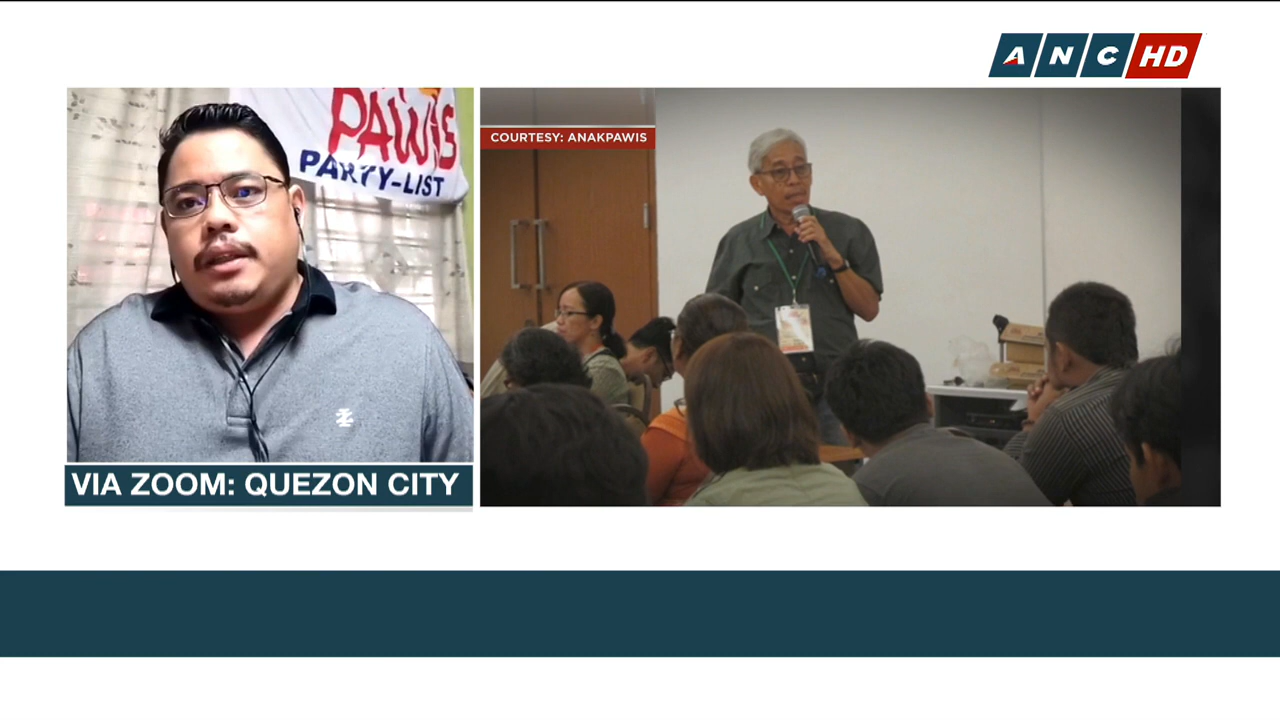 ANC HD
PAWIS
PARTY-LIST
COURTESY: ANAKPAWIS
VIA ZOOM: QUEZON CITY